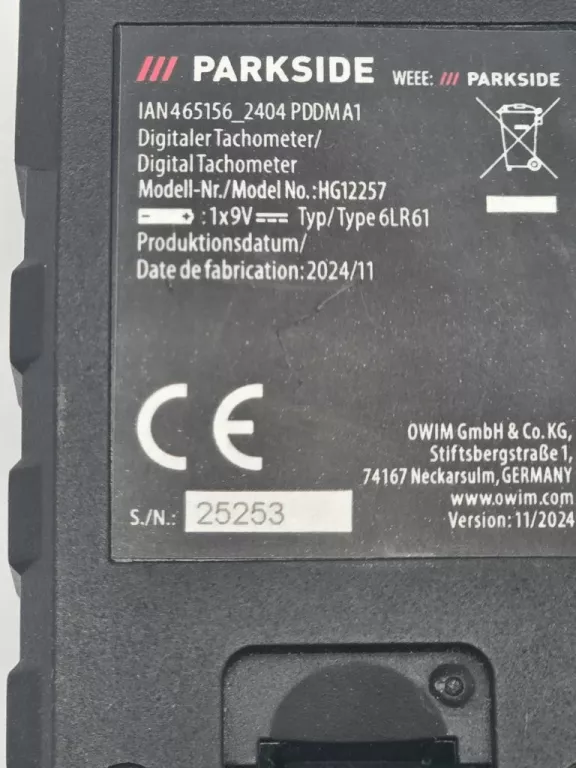 PARKSIDE WEEE: PARKSIDE
IAN 465156_2404 PDDM A1
Digitaler Tachometer/
Digital Tachometer
Modell-Nr./Model No.: HG12257
- + : 1x9V Typ/Type 6LR61
Produktionsdatum/
Date de fabrication: 2024/11
CE
OWIM GmbH & Co. KG,
Stiftsbergstraße 1,
74167 Neckarsulm, GERMANY
www.owim.com
Version: 11/2024
S./N.: 25253